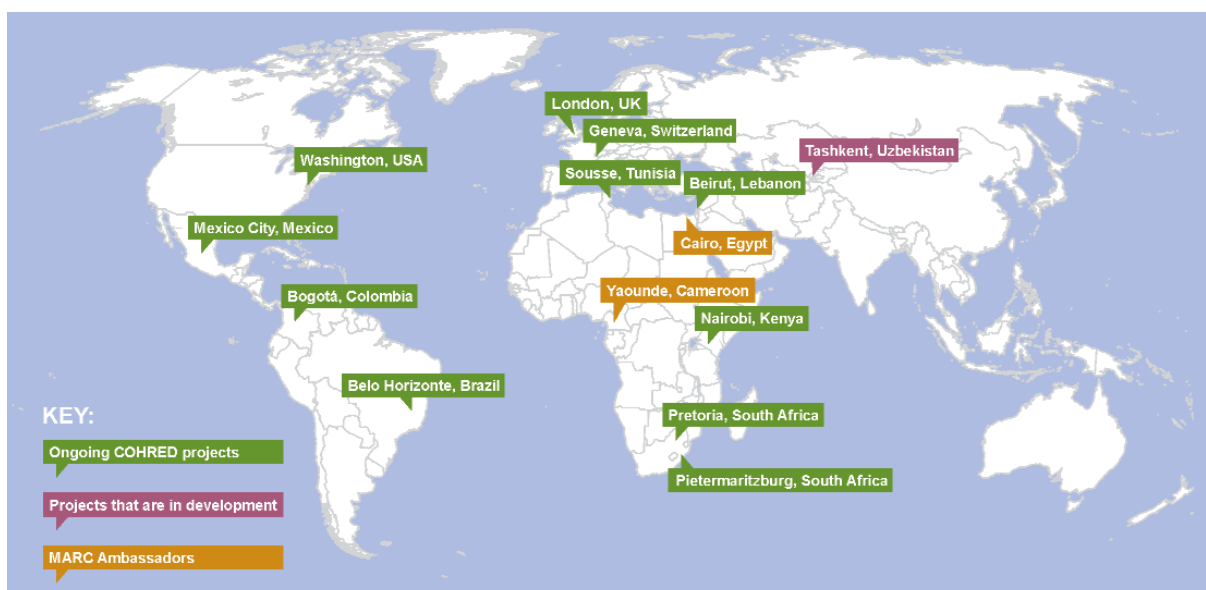 London, UK
Geneva, Switzerland
Washington, USA
Tashkent, Uzbekistan
Sousse, Tunisia
Beirut, Lebanon
Mexico City, Mexico
Cairo, Egypt
Yaounde, Cameroon
Bogotá, Colombia
Nairobi, Kenya
Belo Horizonte, Brazil
Pretoria, South Africa
Pietermaritzburg, South Africa
KEY:
Ongoing COHRED projects
Projects that are in development
MARC Ambassadors